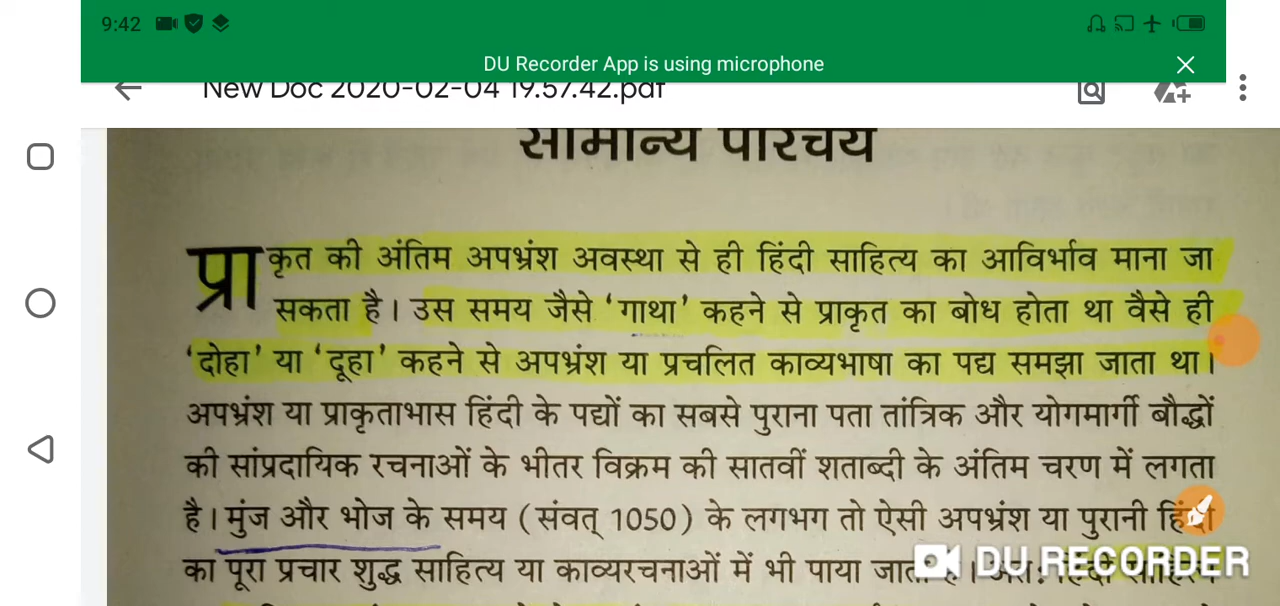 9:42
DU Recorder App is using microphone
New Doc 2020-02-04 19.57.42.pdf
सामान्य परिचय
प्राकृत की अंतिम अपभ्रंश अवस्था से ही हिंदी साहित्य का आविर्भाव माना जा
सकता है। उस समय जैसे ‘गाथा’ कहने से प्राकृत का बोध होता था वैसे ही
‘दोहा’ या ‘दूहा’ कहने से अपभ्रंश या प्रचलित काव्यभाषा का पद्य समझा जाता था।
अपभ्रंश या प्राकृताभास हिंदी के पद्यों का सबसे पुराना पता तांत्रिक और योगमार्गी बौद्धों
की सांप्रदायिक रचनाओं के भीतर विक्रम की सातवीं शताब्दी के अंतिम चरण में लगता
है। मुंज और भोज के समय (संवत् 1050) के लगभग तो ऐसी अपभ्रंश या पुरानी हिंदी
का पूरा प्रचार शुद्ध साहित्य या काव्यरचनाओं में भी पाया जाता है। अतः हिंदी साहित्य
DU RECORDER